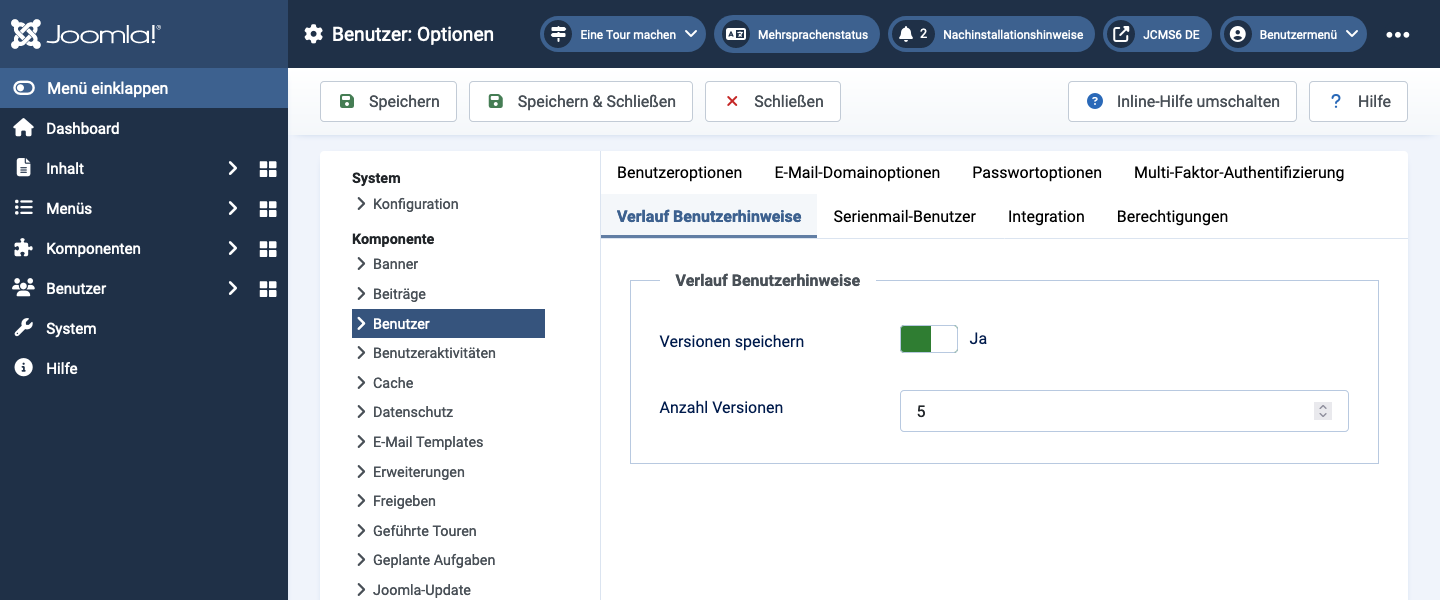 Joomla!®
Benutzer: Optionen
Eine Tour machen
Mehrsprachenstatus
2 Nachinstallationshinweise
JCMS6 DE
Benutzermenü
Menü einklappen
Dashboard
Inhalt
Menüs
Komponenten
Benutzer
System
Hilfe
Speichern
Speichern & Schließen
Schließen
Inline-Hilfe umschalten
Hilfe
System
Konfiguration
Komponente
Banner
Beiträge
Benutzer
Benutzeraktivitäten
Cache
Datenschutz
E-Mail Templates
Erweiterungen
Freigeben
Geführte Touren
Geplante Aufgaben
Joomla-Update
Benutzeroptionen
E-Mail-Domainoptionen
Passwortoptionen
Multi-Faktor-Authentifizierung
Verlauf Benutzerhinweise
Serienmail-Benutzer
Integration
Berechtigungen
Verlauf Benutzerhinweise
Versionen speichern
Ja
Anzahl Versionen
5